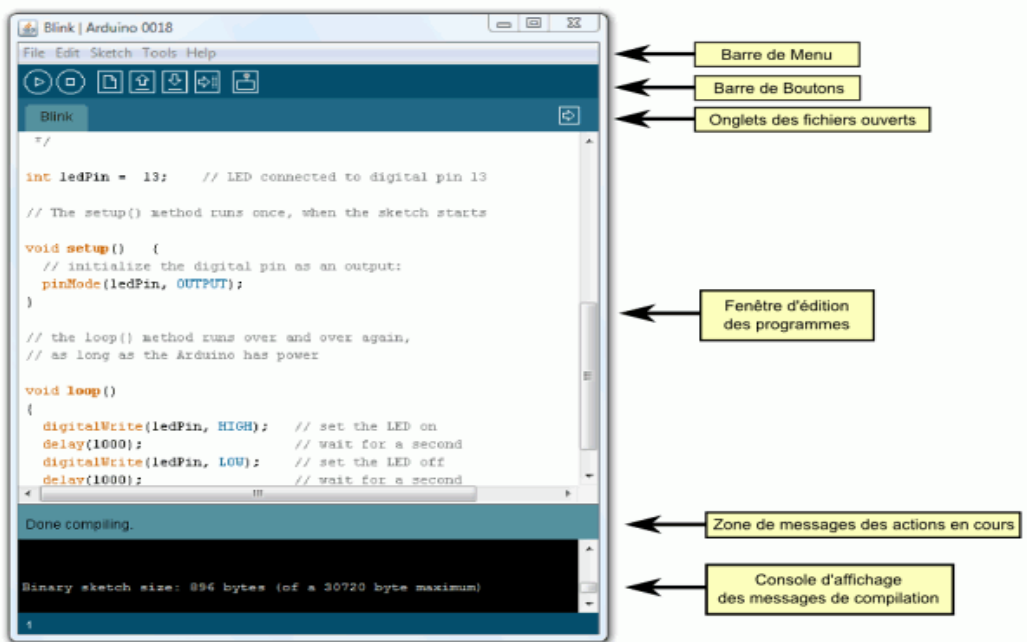 Blink | Arduino 0018
File Edit Sketch Tools Help
Blink
*/
int ledPin = 13; // LED connected to digital pin 13
// The setup() method runs once, when the sketch starts
void setup() {
// initialize the digital pin as an output:
pinMode(ledPin, OUTPUT);
}
// the loop() method runs over and over again,
// as long as the Arduino has power
void loop()
{
digitalWrite(ledPin, HIGH); // set the LED on
delay(1000); // wait for a second
digitalWrite(ledPin, LOW); // set the LED off
delay(1000); // wait for a second
Done compiling.
Binary sketch size: 896 bytes (of a 30720 byte maximum)
1
Barre de Menu
Barre de Boutons
Onglets des fichiers ouverts
Fenêtre d'édition
des programmes
Zone de messages des actions en cours
Console d'affichage
des messages de compilation